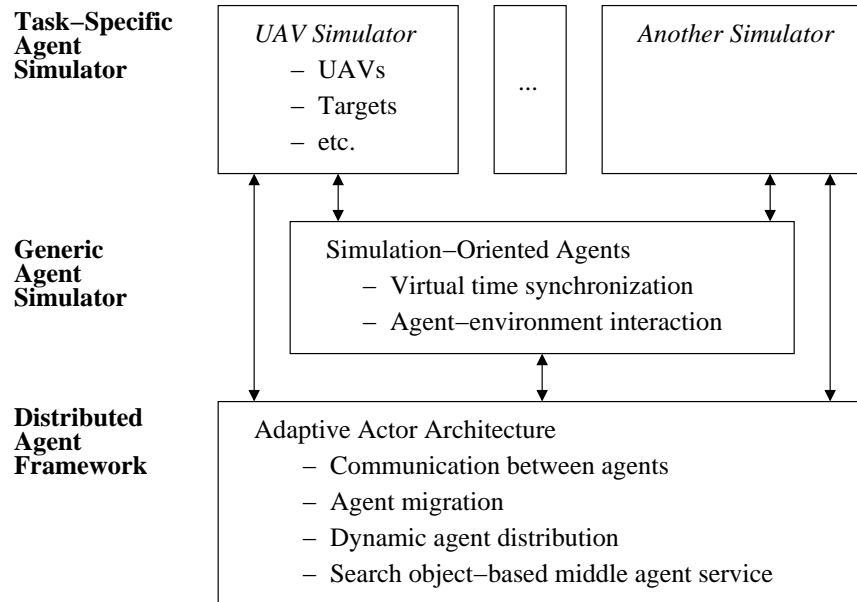 Task−Specific
Agent
Simulator
UAV Simulator
− UAVs
− Targets
− etc.
...
Another Simulator
Generic
Agent
Simulator
Simulation−Oriented Agents
− Virtual time synchronization
− Agent−environment interaction
Distributed
Agent
Framework
Adaptive Actor Architecture
− Communication between agents
− Agent migration
− Dynamic agent distribution
− Search object−based middle agent service